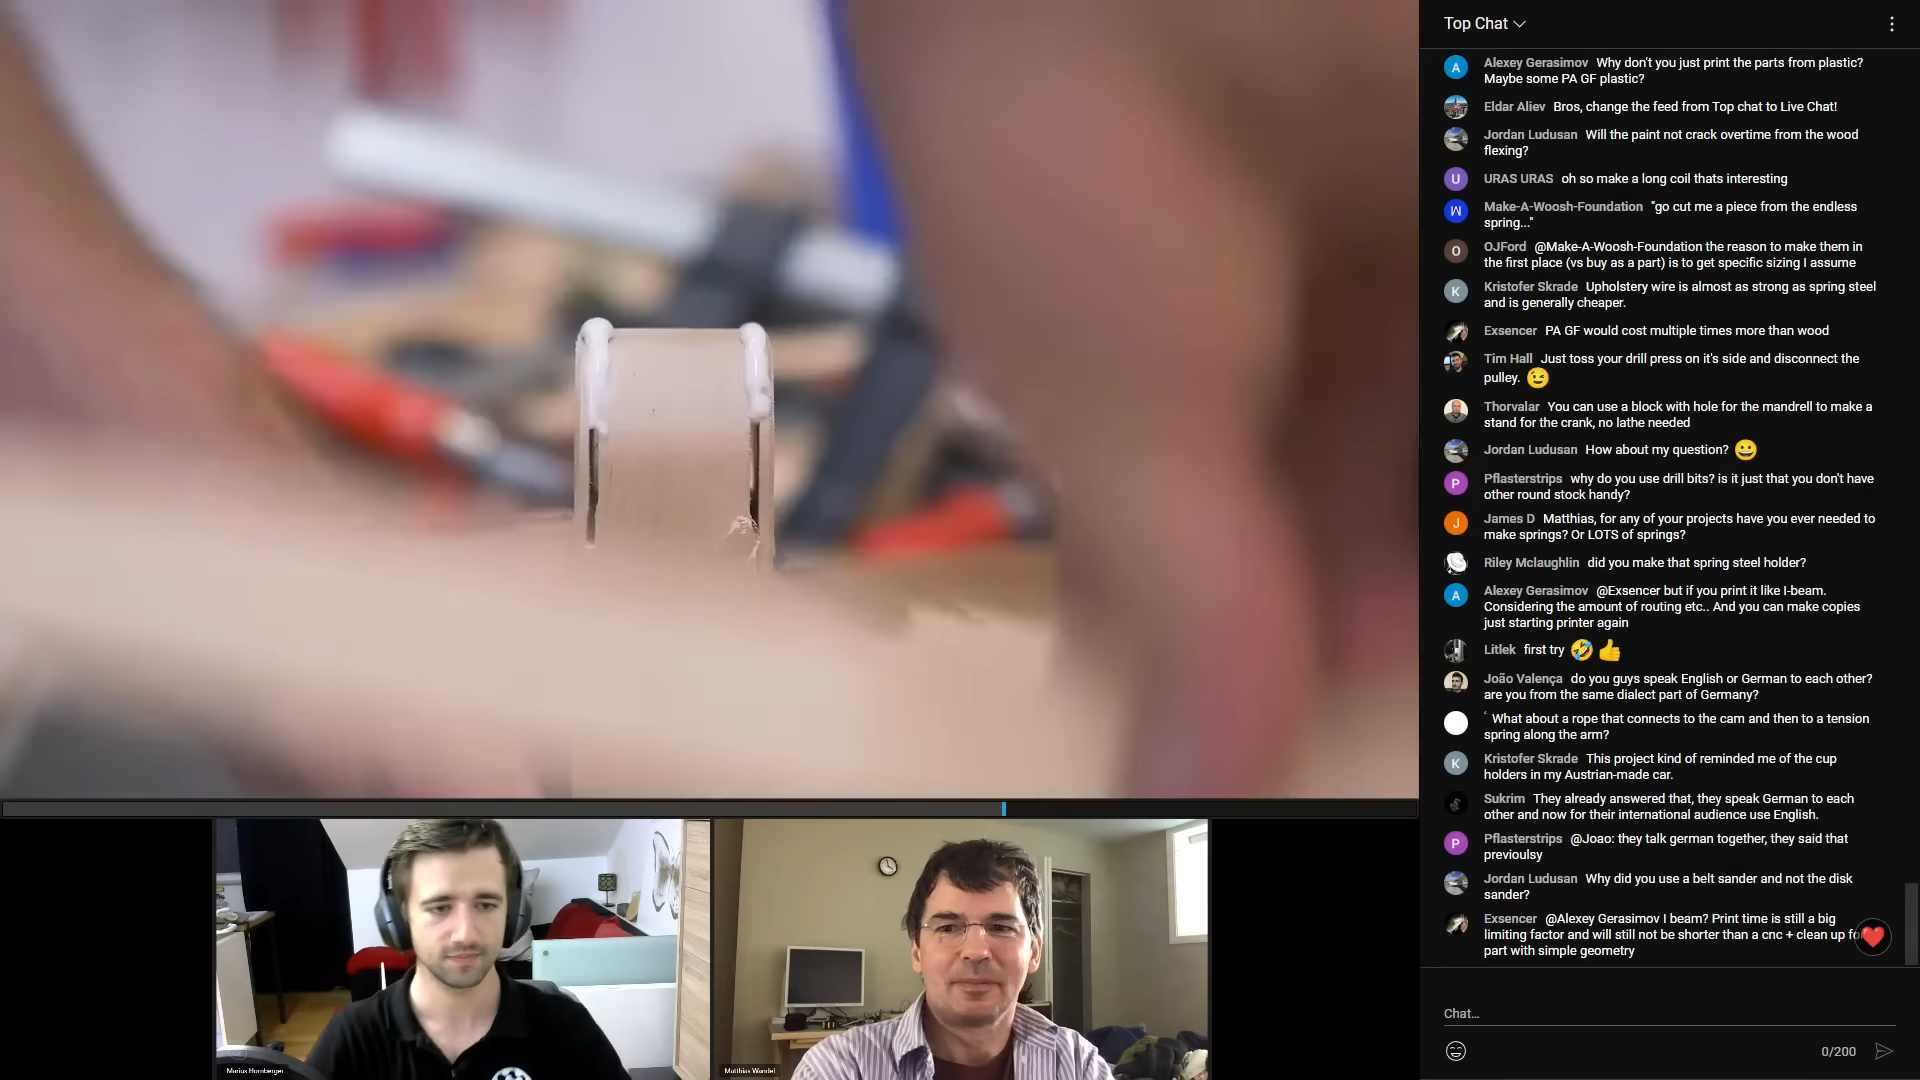 Top Chat
A Alexey Gerasimov Why don't you just print the parts from plastic?
Maybe some PA GF plastic?
Eldar Aliev Bros, change the feed from Top chat to Live Chat!
Jordan Ludusan Will the paint not crack overtime from the wood
flexing?
U URAS URAS oh so make a long coil thats interesting
Make-A-Woosh-Foundation "go cut me a piece from the endless
spring..."
O OJFord @Make-A-Woosh-Foundation the reason to make them in
the first place (vs buy as a part) is to get specific sizing I assume
K Kristofer Skrade Upholstery wire is almost as strong as spring steel
and is generally cheaper.
Exsencer PA GF would cost multiple times more than wood
Tim Hall Just toss your drill press on it's side and disconnect the
pulley. 😉
Thorvalar You can use a block with hole for the mandrell to make a
stand for the crank, no lathe needed
Jordan Ludusan How about my question? 😀
P Pflasterstrips why do you use drill bits? is it just that you don't have
other round stock handy?
J James D Matthias, for any of your projects have you ever needed to
make springs? Or LOTS of springs?
Riley Mclaughlin did you make that spring steel holder?
A Alexey Gerasimov @Exsencer but if you print it like I-beam.
Considering the amount of routing etc.. And you can make copies
just starting printer again
Litlek first try 🤣👍
João Valença do you guys speak English or German to each other?
are you from the same dialect part of Germany?
What about a rope that connects to the cam and then to a tension
spring along the arm?
K Kristofer Skrade This project kind of reminded me of the cup
holders in my Austrian-made car.
Sukrim They already answered that, they speak German to each
other and now for their international audience use English.
P Pflasterstrips @Joao: they talk german together, they said that
previoulsy
Jordan Ludusan Why did you use a belt sander and not the disk
sander?
Exsencer @Alexey Gerasimov I beam? Print time is still a big
limiting factor and will still not be shorter than a cnc + clean up
part with simple geometry
Chat...
0/200
Marius Hornberger
Matthias Wandel